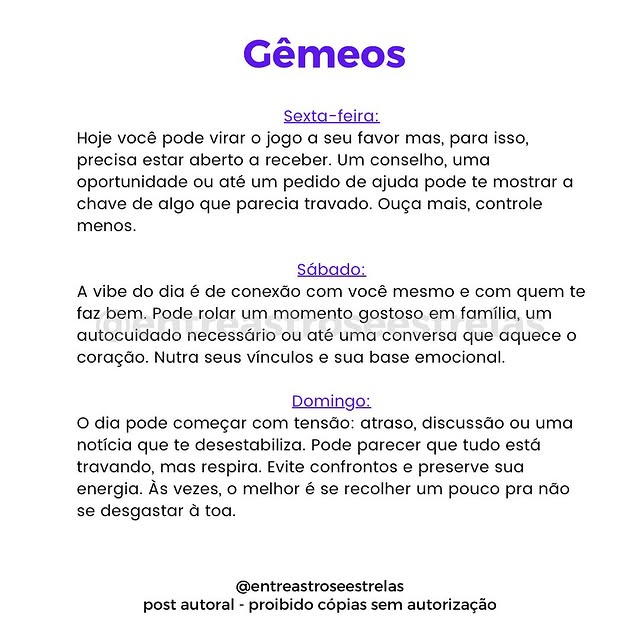 Gêmeos
Sexta-feira:
Hoje você pode virar o jogo a seu favor mas, para isso,
precisa estar aberto a receber. Um conselho, uma
oportunidade ou até um pedido de ajuda pode te mostrar a
chave de algo que parecia travado. Ouça mais, controle
menos.
Sábado:
A vibe do dia é de conexão com você mesmo e com quem te
faz bem. Pode rolar um momento gostoso em família, um
@entreastroseestrelas
autocuidado necessário ou até uma conversa que aquece o
coração. Nutra seus vínculos e sua base emocional.
Domingo:
O dia pode começar com tensão: atraso, discussão ou uma
notícia que te desestabiliza. Pode parecer que tudo está
travando, mas respira. Evite confrontos e preserve sua
energia. Às vezes, o melhor é se recolher um pouco pra não
se desgastar à toa.
@entreastroseestrelas
post autoral - proibido cópias sem autorização